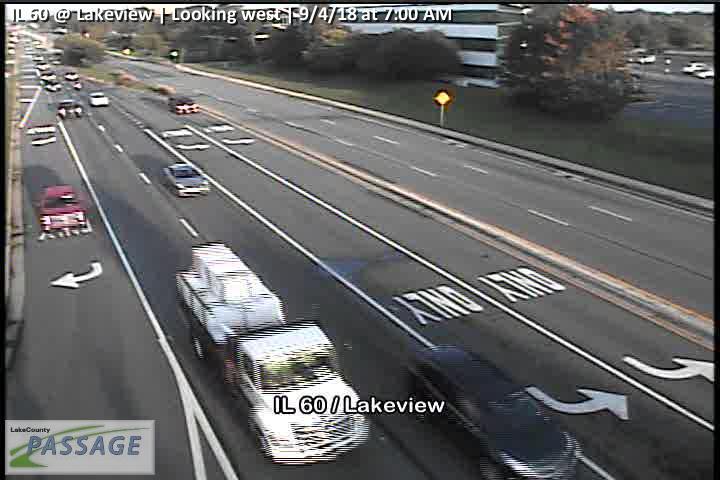 IL 60 @ Lakeview | Looking west | 9/4/18 at 7:00 AM
ONLY ONLY
IL 60 / Lakeview
LakeCounty
PASSAGE